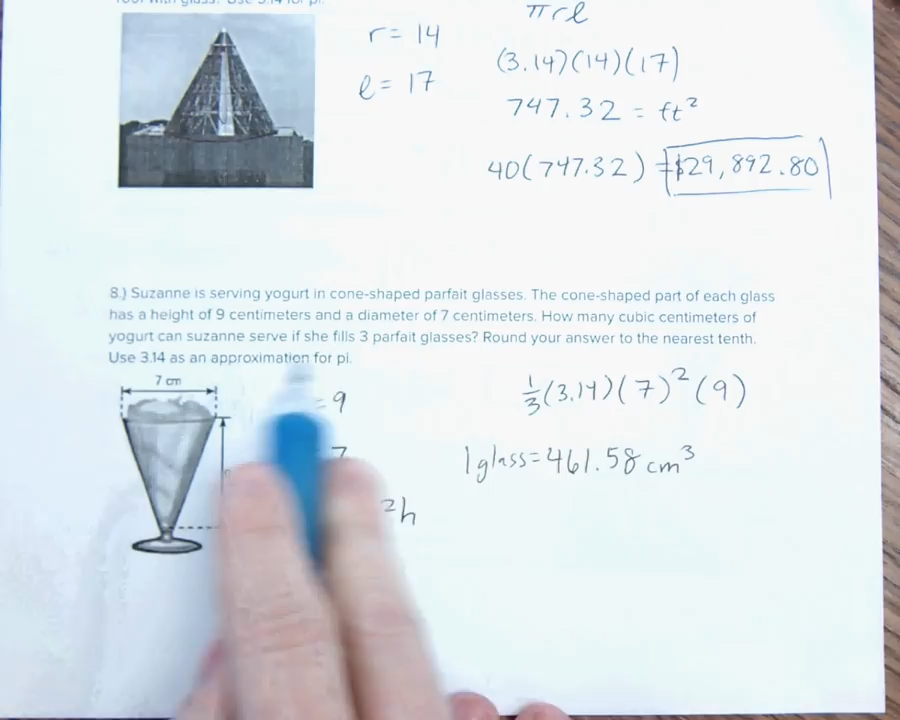 πrl
r = 14
(3.14)(14)(17)
l = 17
747.32 = ft²
40(747.32) = $29,892.80
8.) Suzanne is serving yogurt in cone-shaped parfait glasses. The cone-shaped part of each glass
has a height of 9 centimeters and a diameter of 7 centimeters. How many cubic centimeters of
yogurt can suzanne serve if she fills 3 parfait glasses? Round your answer to the nearest tenth.
Use 3.14 as an approximation for pi.
7 cm
= 9
⅓(3.14)(7)²(9)
7
1 glass = 461.58 cm³
²h